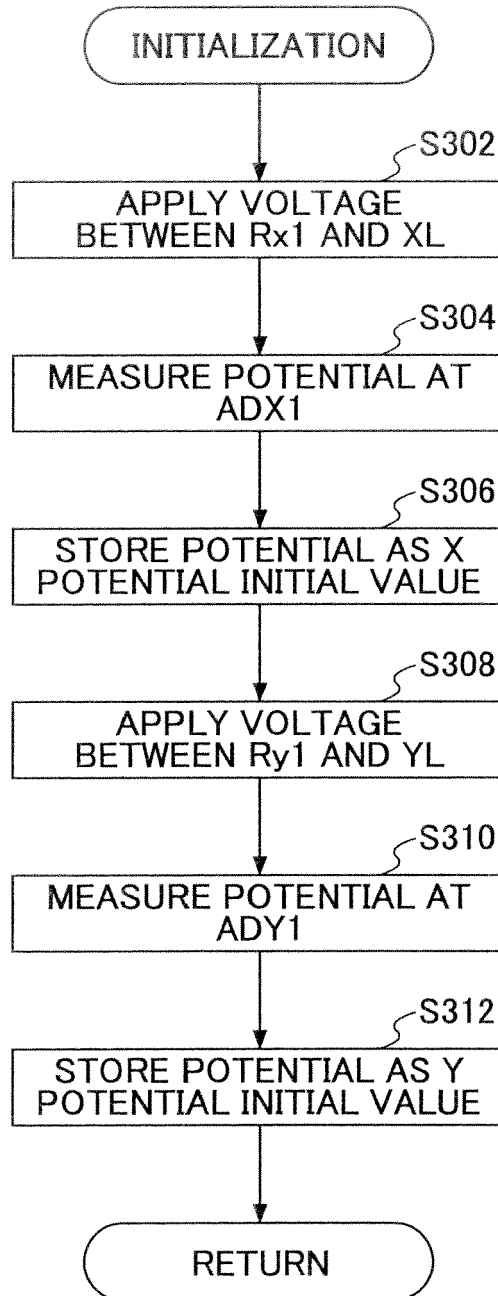 INITIALIZATION
S302
APPLY VOLTAGE
BETWEEN Rx1 AND XL
S304
MEASURE POTENTIAL AT
ADX1
S306
STORE POTENTIAL AS X
POTENTIAL INITIAL VALUE
S308
APPLY VOLTAGE
BETWEEN Ry1 AND YL
S310
MEASURE POTENTIAL AT
ADY1
S312
STORE POTENTIAL AS Y
POTENTIAL INITIAL VALUE
RETURN